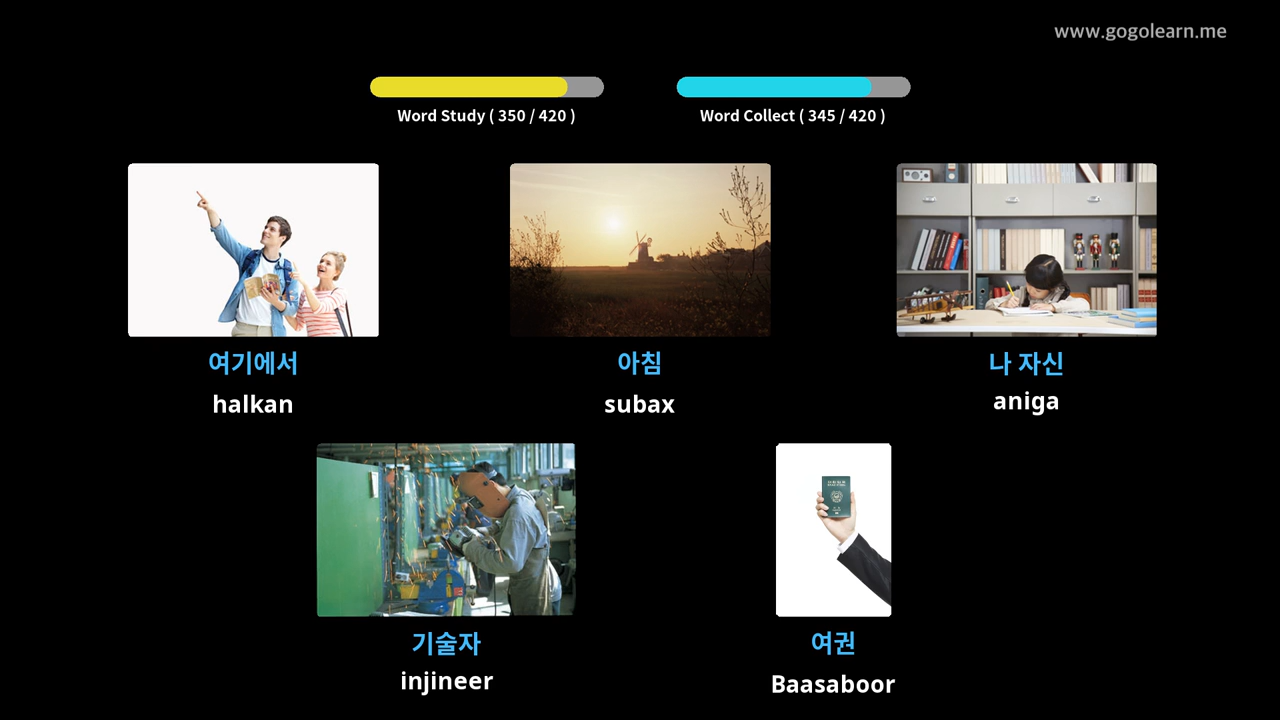 www.gogolearn.me
Word Study ( 350 / 420 )
Word Collect ( 345 / 420 )
여기에서
halkan
아침
subax
나 자신
aniga
기술자
injineer
여권
Baasaboor